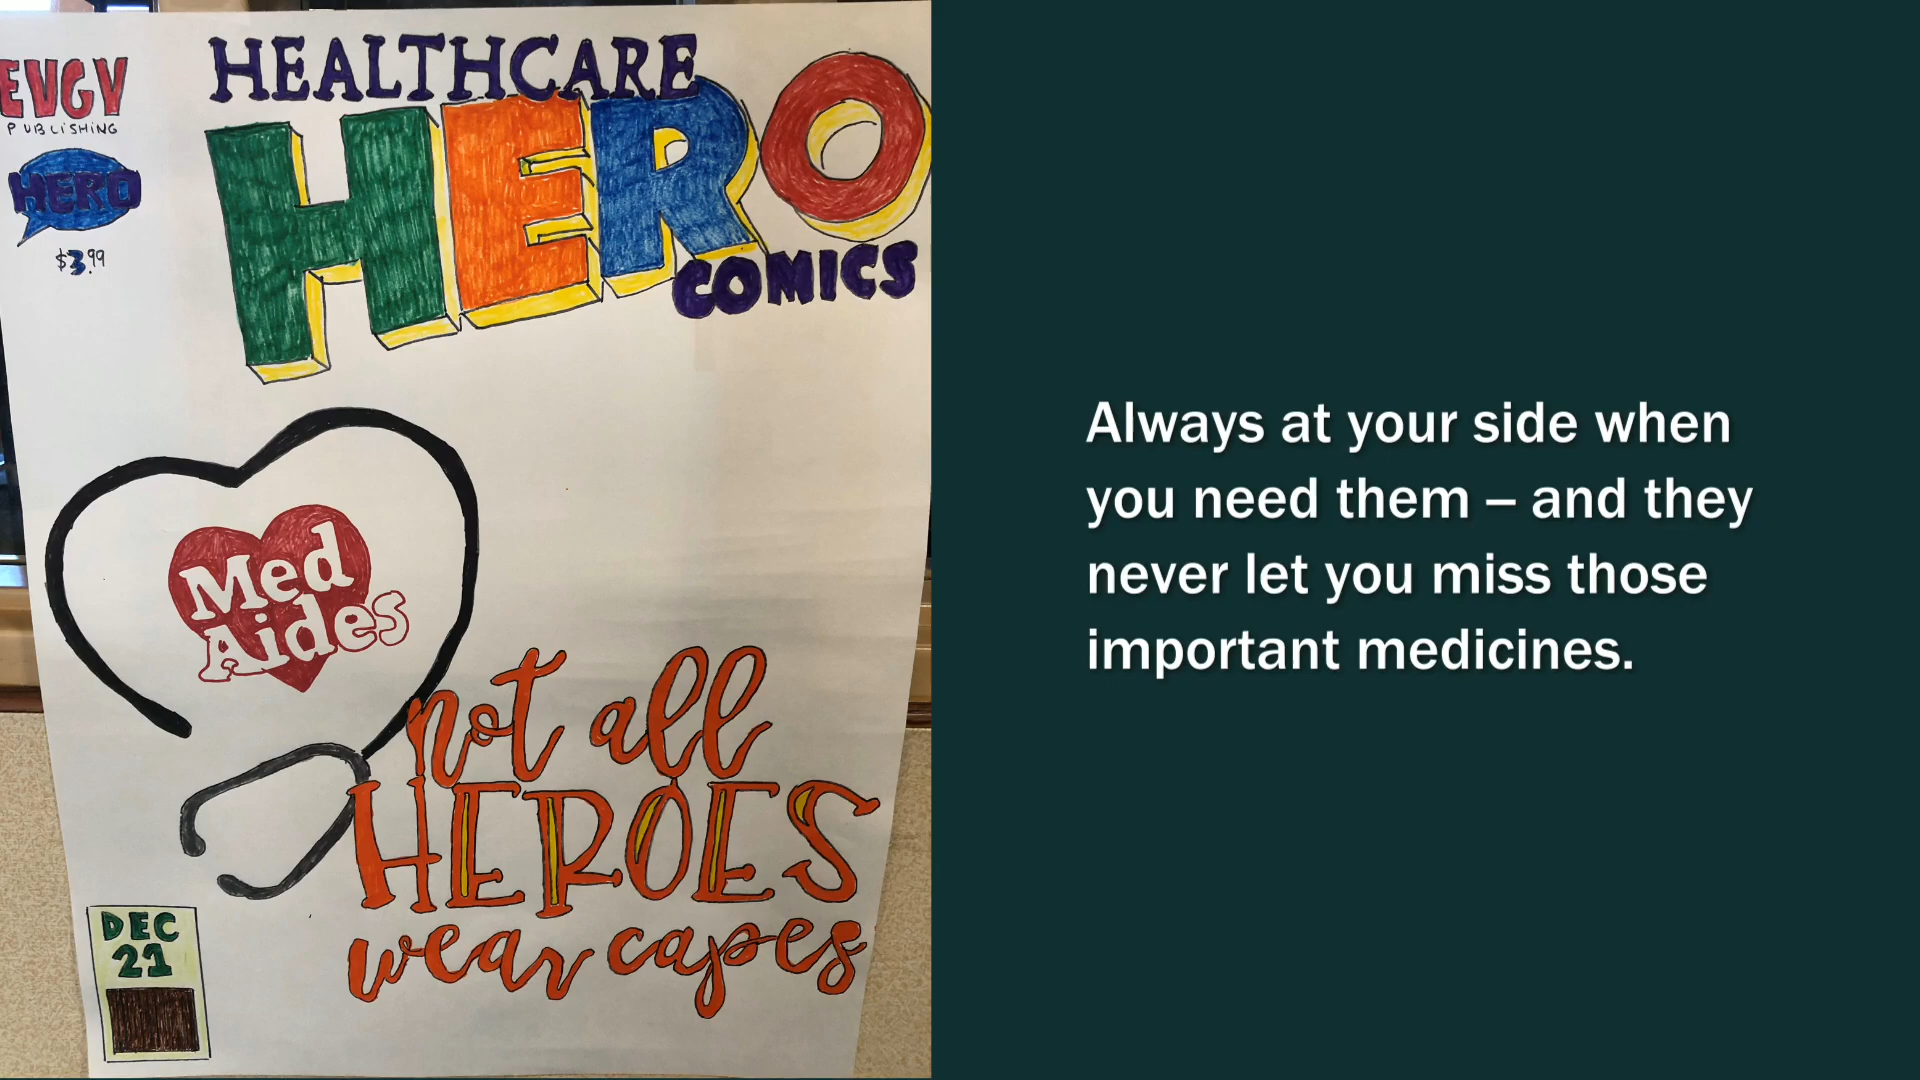 EVGV
PUBLiSHiNG
HERO
$3.99
HEALTHCARE
HERO
COMICS
Med
Aides
not all
HEROES
wear capes
DEC
21
Always at your side when
you need them – and they
never let you miss those
important medicines.